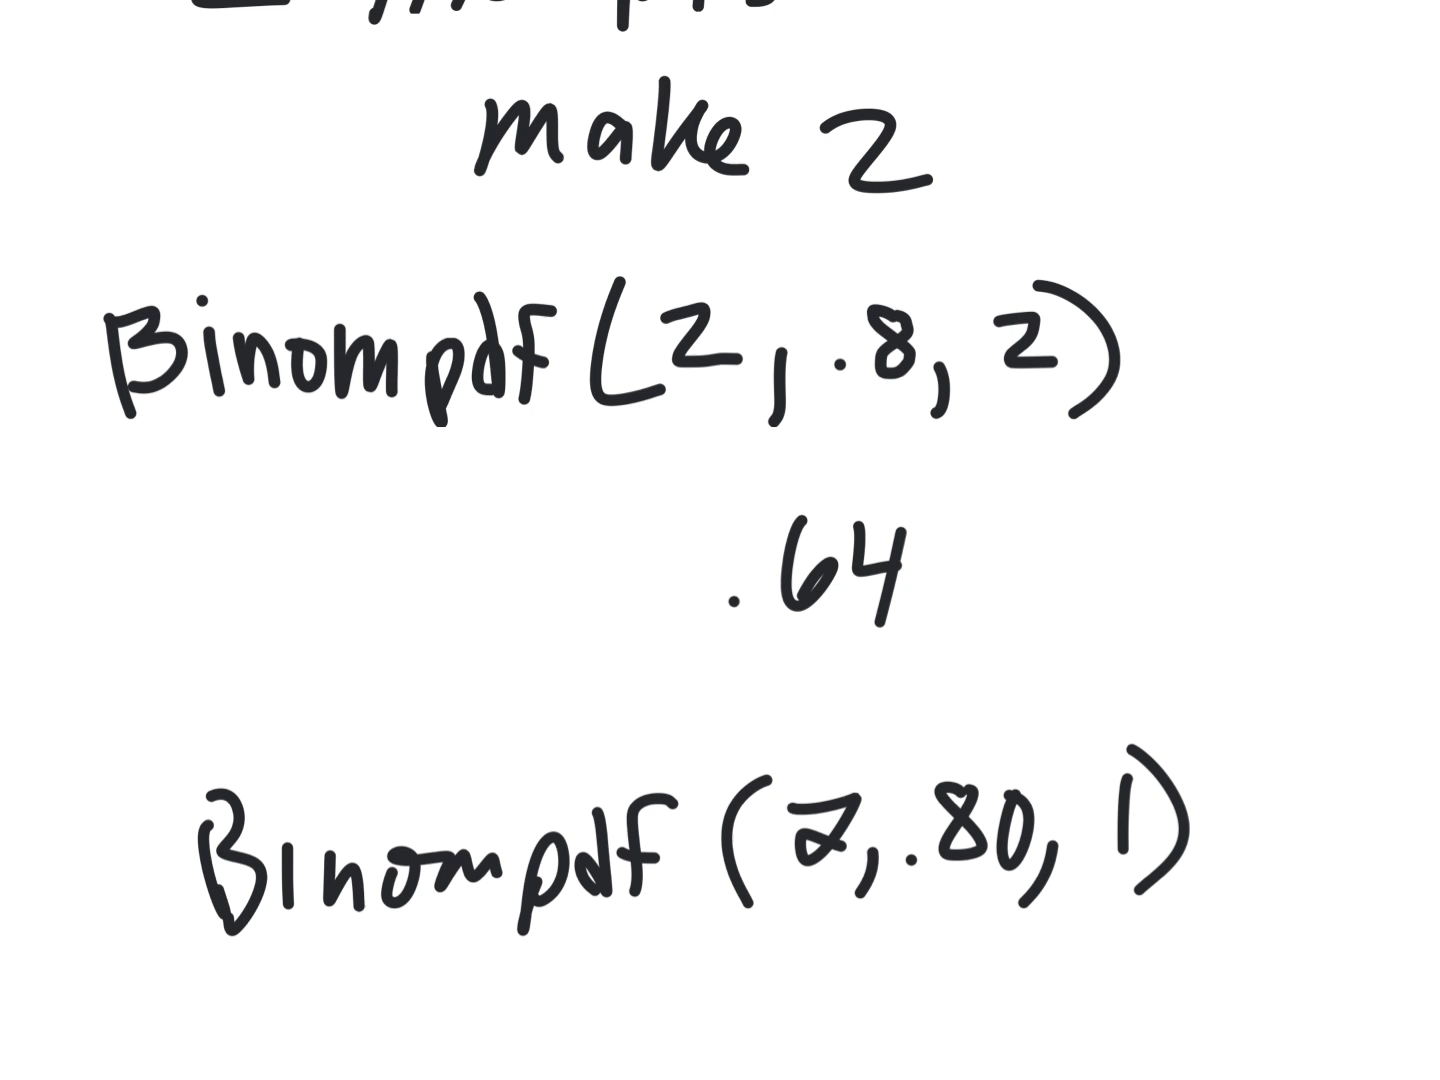 make 2
Binompdf(2, .8, 2)
.64
Binompdf (2, .80, 1)